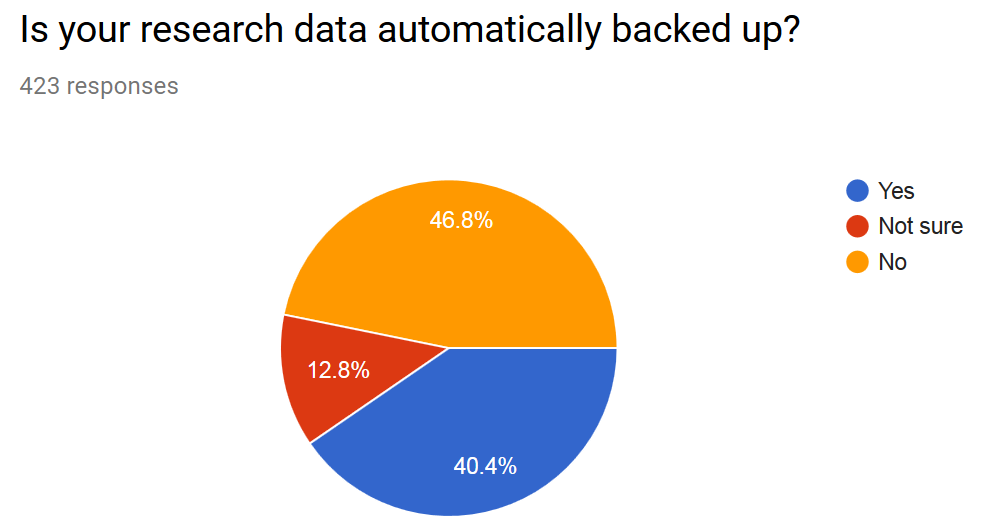 Is your research data automatically backed up?
423 responses
46.8%
12.8%
40.4%
Yes
Not sure
No